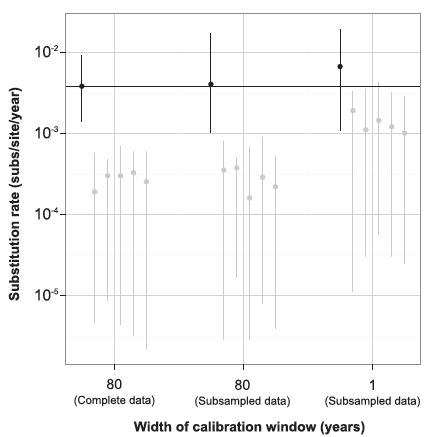 Substitution rate (subs/site/year)
10-2
10-3
10-4
10-5
80 80 1
(Complete data) (Subsampled data) (Subsampled data)
Width of calibration window (years)